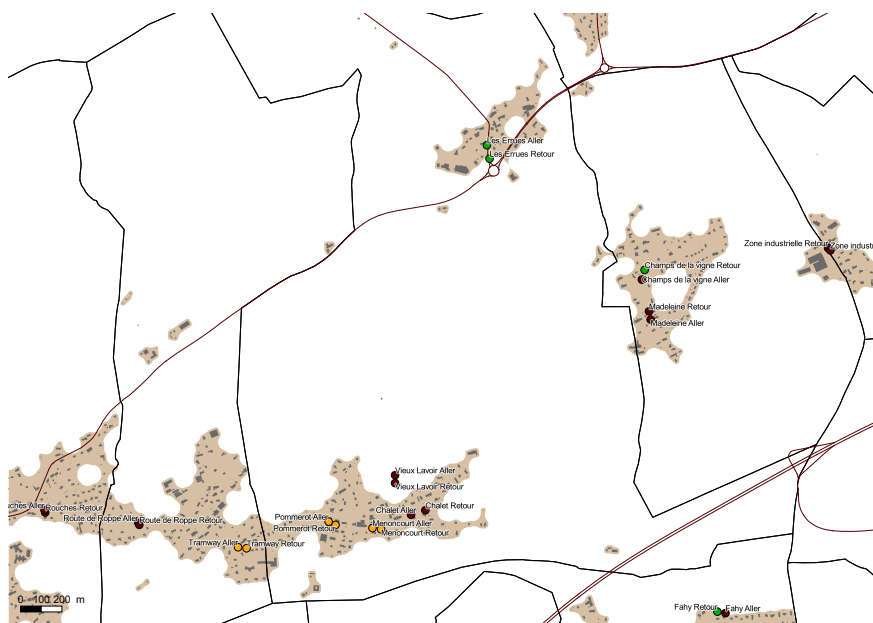 Les Errues Aller
Les Errues Retour
Zone industrielle Retour
Zone indust
Champs de la vigne Retour
Champs de la vigne Aller
Madeleine Retour
Madeleine Aller
Vieux Lavoir Aller
Vieux Lavoir Retour
Chalet Aller
Chalet Retour
uches Aller
Rouches Retour
Route de Roppe Aller
Route de Roppe Retour
Pommerot Aller
Pommerot Retour
Menoncourt Aller
Menoncourt Retour
Tramway Aller
Tramway Retour
0 100 200 m
Fahy Retour
Fahy Aller